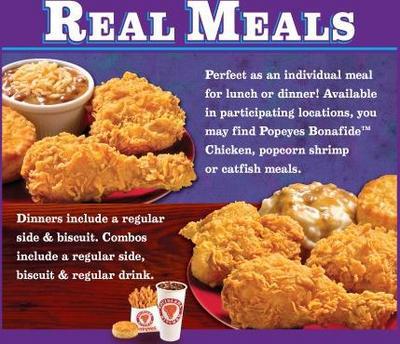 REAL MEALS
Perfect as an individual meal
for lunch or dinner! Available
in participating locations, you
may find Popeyes Bonafide™
Chicken, popcorn shrimp
or catfish meals.
Dinners include a regular
side & biscuit. Combos
include a regular side,
biscuit & regular drink.